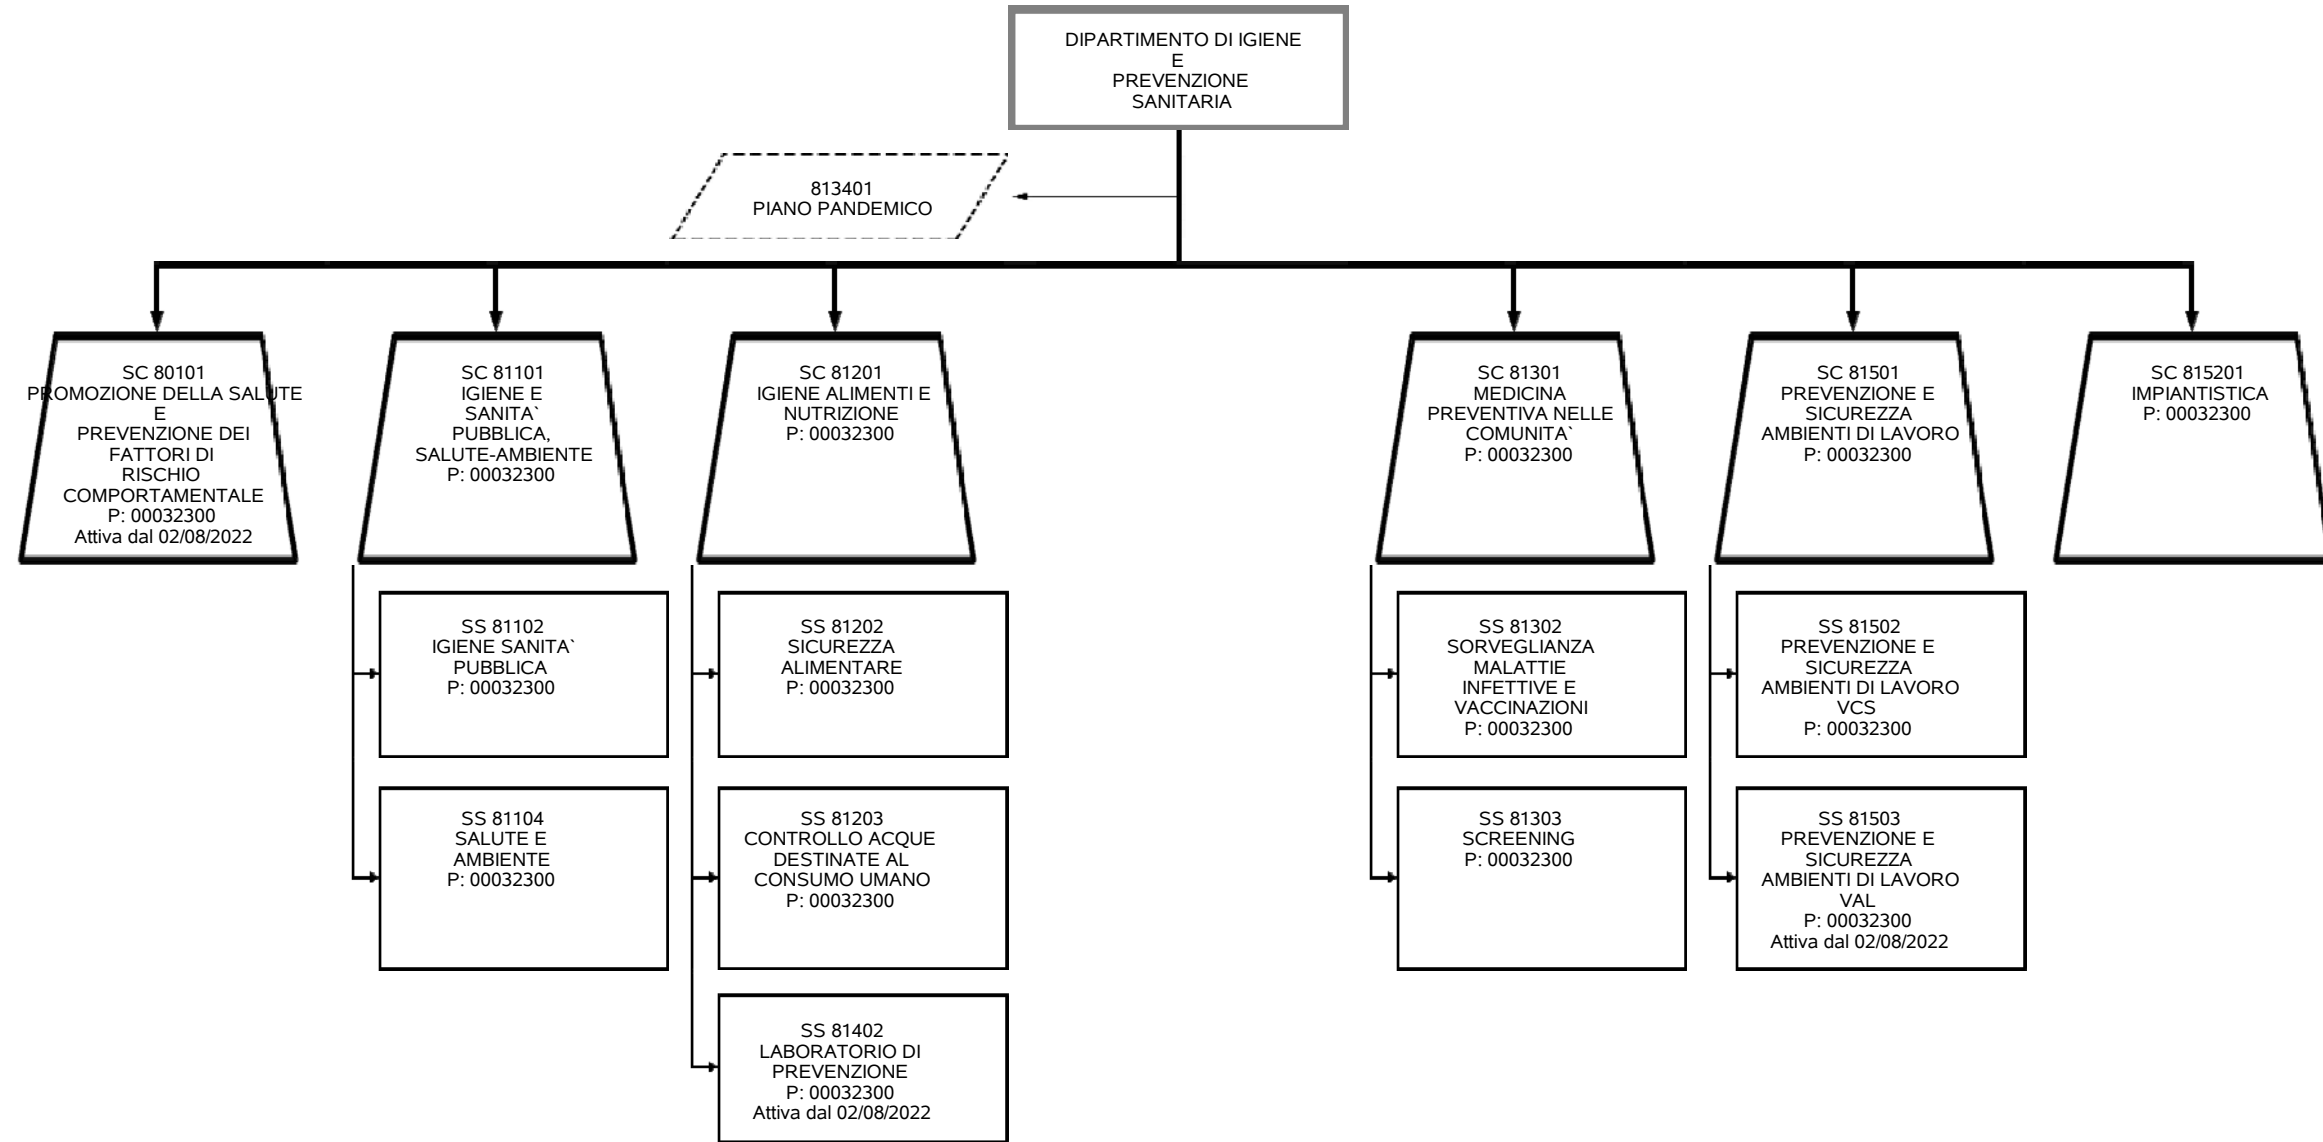 DIPARTIMENTO DI IGIENE
E
PREVENZIONE
SANITARIA
813401
PIANO PANDEMICO
SC 80101
PROMOZIONE DELLA SALUTE
E
PREVENZIONE DEI
FATTORI DI
RISCHIO
COMPORTAMENTALE
P: 00032300
Attiva dal 02/08/2022
SC 81101
IGIENE E
SANITA`
PUBBLICA,
SALUTE-AMBIENTE
P: 00032300
SC 81201
IGIENE ALIMENTI E
NUTRIZIONE
P: 00032300
SC 81301
MEDICINA
PREVENTIVA NELLE
COMUNITA`
P: 00032300
SC 81501
PREVENZIONE E
SICUREZZA
AMBIENTI DI LAVORO
P: 00032300
SC 815201
IMPIANTISTICA
P: 00032300
SS 81102
IGIENE SANITA`
PUBBLICA
P: 00032300
SS 81202
SICUREZZA
ALIMENTARE
P: 00032300
SS 81302
SORVEGLIANZA
MALATTIE
INFETTIVE E
VACCINAZIONI
P: 00032300
SS 81502
PREVENZIONE E
SICUREZZA
AMBIENTI DI LAVORO
VCS
P: 00032300
SS 81104
SALUTE E
AMBIENTE
P: 00032300
SS 81203
CONTROLLO ACQUE
DESTINATE AL
CONSUMO UMANO
P: 00032300
SS 81303
SCREENING
P: 00032300
SS 81503
PREVENZIONE E
SICUREZZA
AMBIENTI DI LAVORO
VAL
P: 00032300
Attiva dal 02/08/2022
SS 81402
LABORATORIO DI
PREVENZIONE
P: 00032300
Attiva dal 02/08/2022